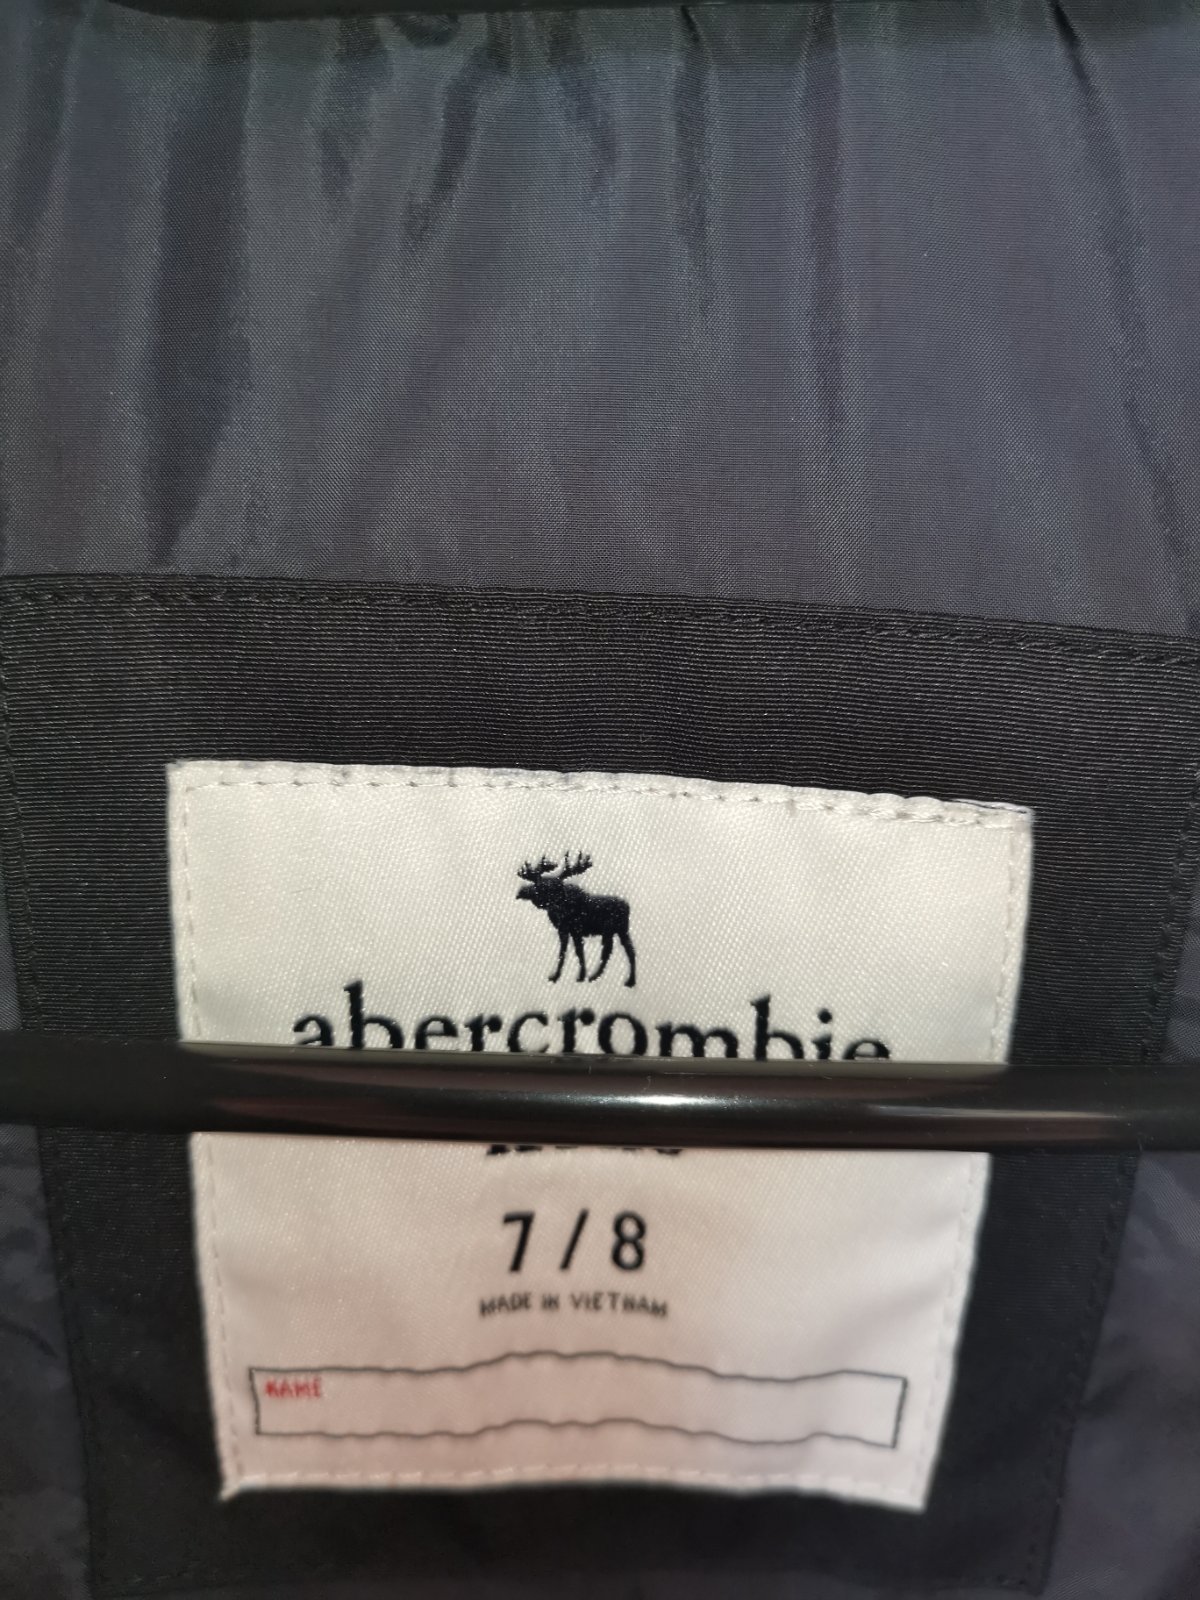 abercrombie
7 / 8
MADE IN VIETNAM
NAME